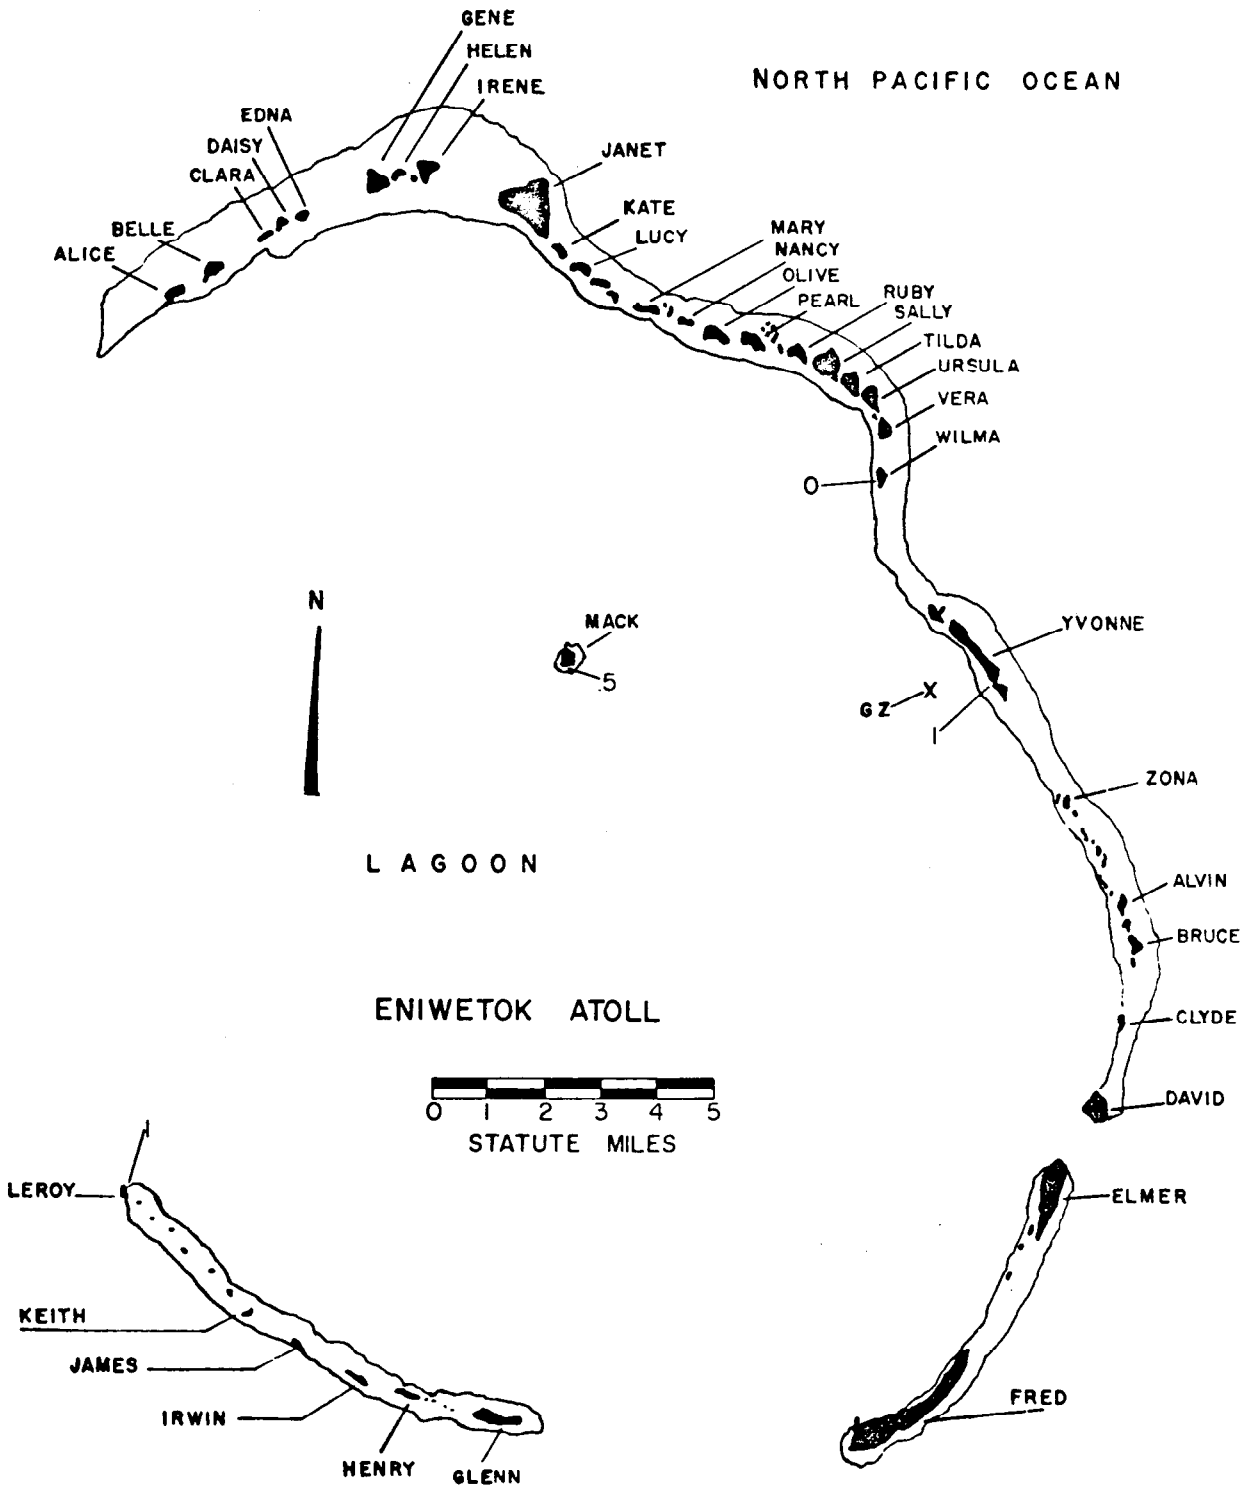 GENE
HELEN
NORTH PACIFIC OCEAN
IRENE
EDNA
DAISY
JANET
CLARA
KATE
BELLE
LUCY
MARY
NANCY
ALICE
OLIVE
PEARL
RUBY
SALLY
TILDA
URSULA
VERA
WILMA
0
N
MACK
YVONNE
.5
GZ X
1
ZONA
LAGOON
ALVIN
BRUCE
ENIWETOK ATOLL
CLYDE
DAVID
0 1 2 3 4 5
STATUTE MILES
1
LEROY
ELMER
KEITH
JAMES
FRED
IRWIN
HENRY
GLENN